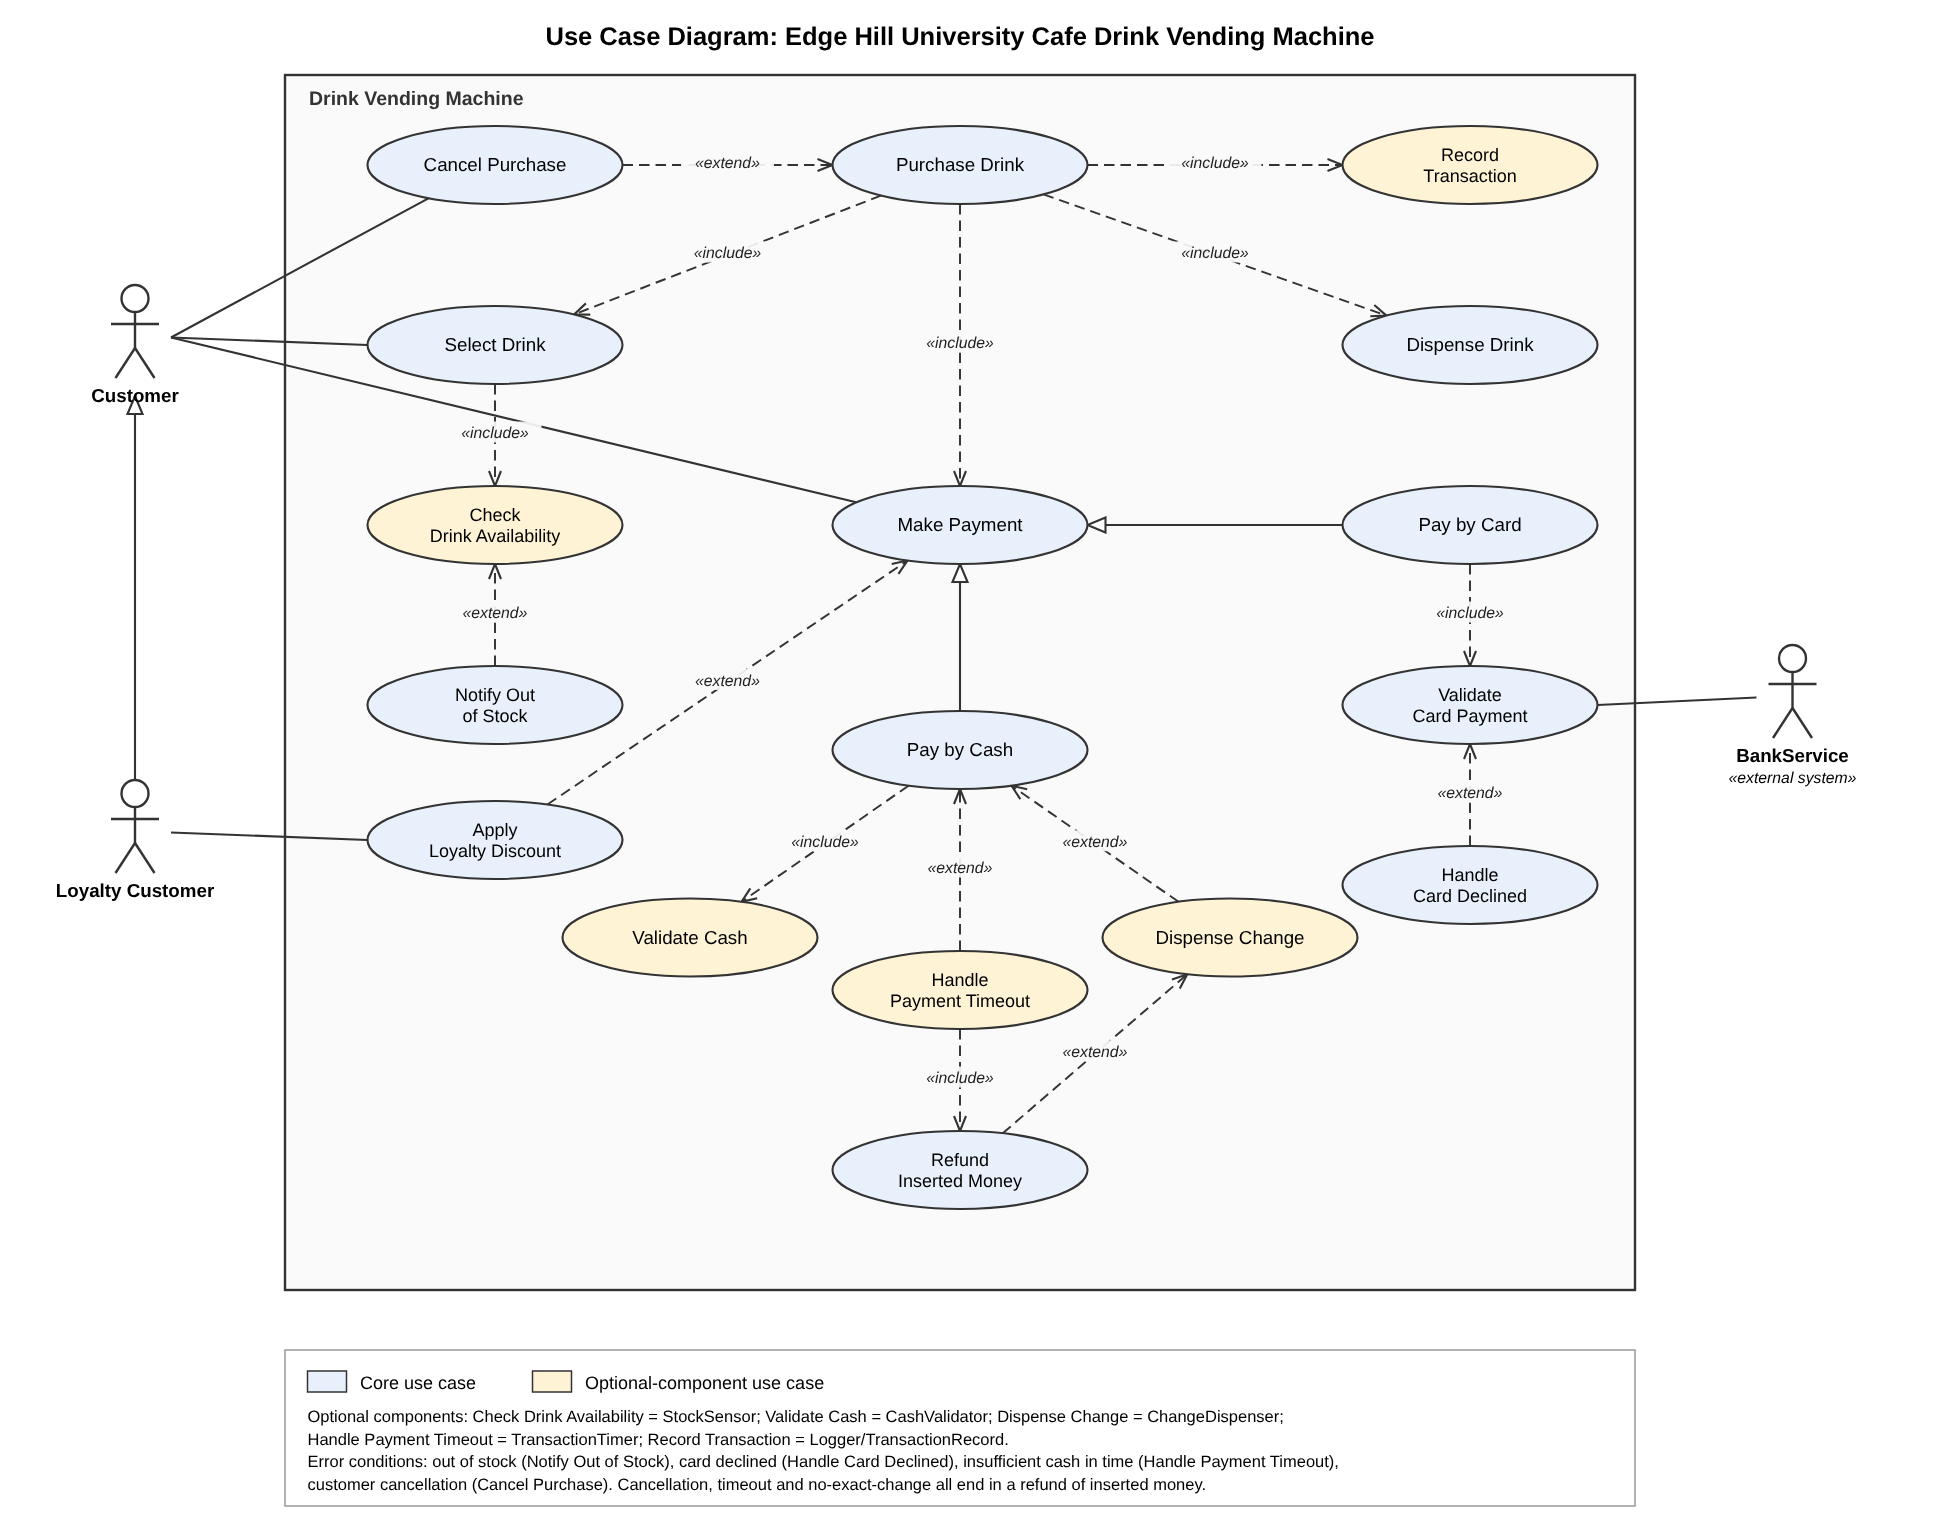 Use Case Diagram: Edge Hill University Cafe Drink Vending Machine
Drink Vending Machine
Cancel Purchase
«extend»
Purchase Drink
«include»
Record
Transaction
«include»
«include»
Customer
Select Drink
«include»
Dispense Drink
«include»
Check
Drink Availability
Make Payment
Pay by Card
«extend»
«include»
Notify Out
of Stock
«extend»
Pay by Cash
Validate
Card Payment
BankService
«external system»
«extend»
Loyalty Customer
Apply
Loyalty Discount
«include»
«extend»
«extend»
Handle
Card Declined
Validate Cash
Handle
Payment Timeout
Dispense Change
«include»
«extend»
Refund
Inserted Money
Core use case
Optional-component use case
Optional components: Check Drink Availability = StockSensor; Validate Cash = CashValidator; Dispense Change = ChangeDispenser;
Handle Payment Timeout = TransactionTimer; Record Transaction = Logger/TransactionRecord.
Error conditions: out of stock (Notify Out of Stock), card declined (Handle Card Declined), insufficient cash in time (Handle Payment Timeout),
customer cancellation (Cancel Purchase). Cancellation, timeout and no-exact-change all end in a refund of inserted money.